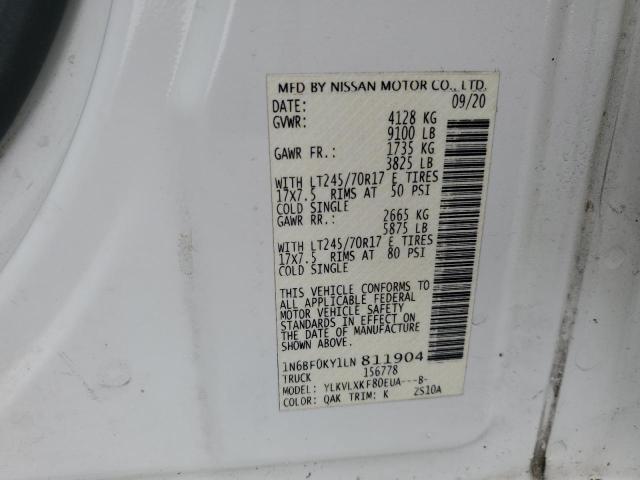 MFD BY NISSAN MOTOR CO., LTD.
DATE: 09/20
GVWR: 4128 KG
9100 LB
GAWR FR.: 1735 KG
3825 LB
WITH LT245/70R17 E TIRES
17X7.5 RIMS AT 50 PSI
COLD SINGLE
GAWR RR.: 2665 KG
5875 LB
WITH LT245/70R17 E TIRES
17X7.5 RIMS AT 80 PSI
COLD SINGLE
THIS VEHICLE CONFORMS TO
ALL APPLICABLE FEDERAL
MOTOR VEHICLE SAFETY
STANDARDS IN EFFECT ON
THE DATE OF MANUFACTURE
SHOWN ABOVE.
1N6BF0KY1LN 811904
TRUCK 156778
MODEL: YLKVLXKF80EUA---B-
COLOR: QAK TRIM: K 2S10A